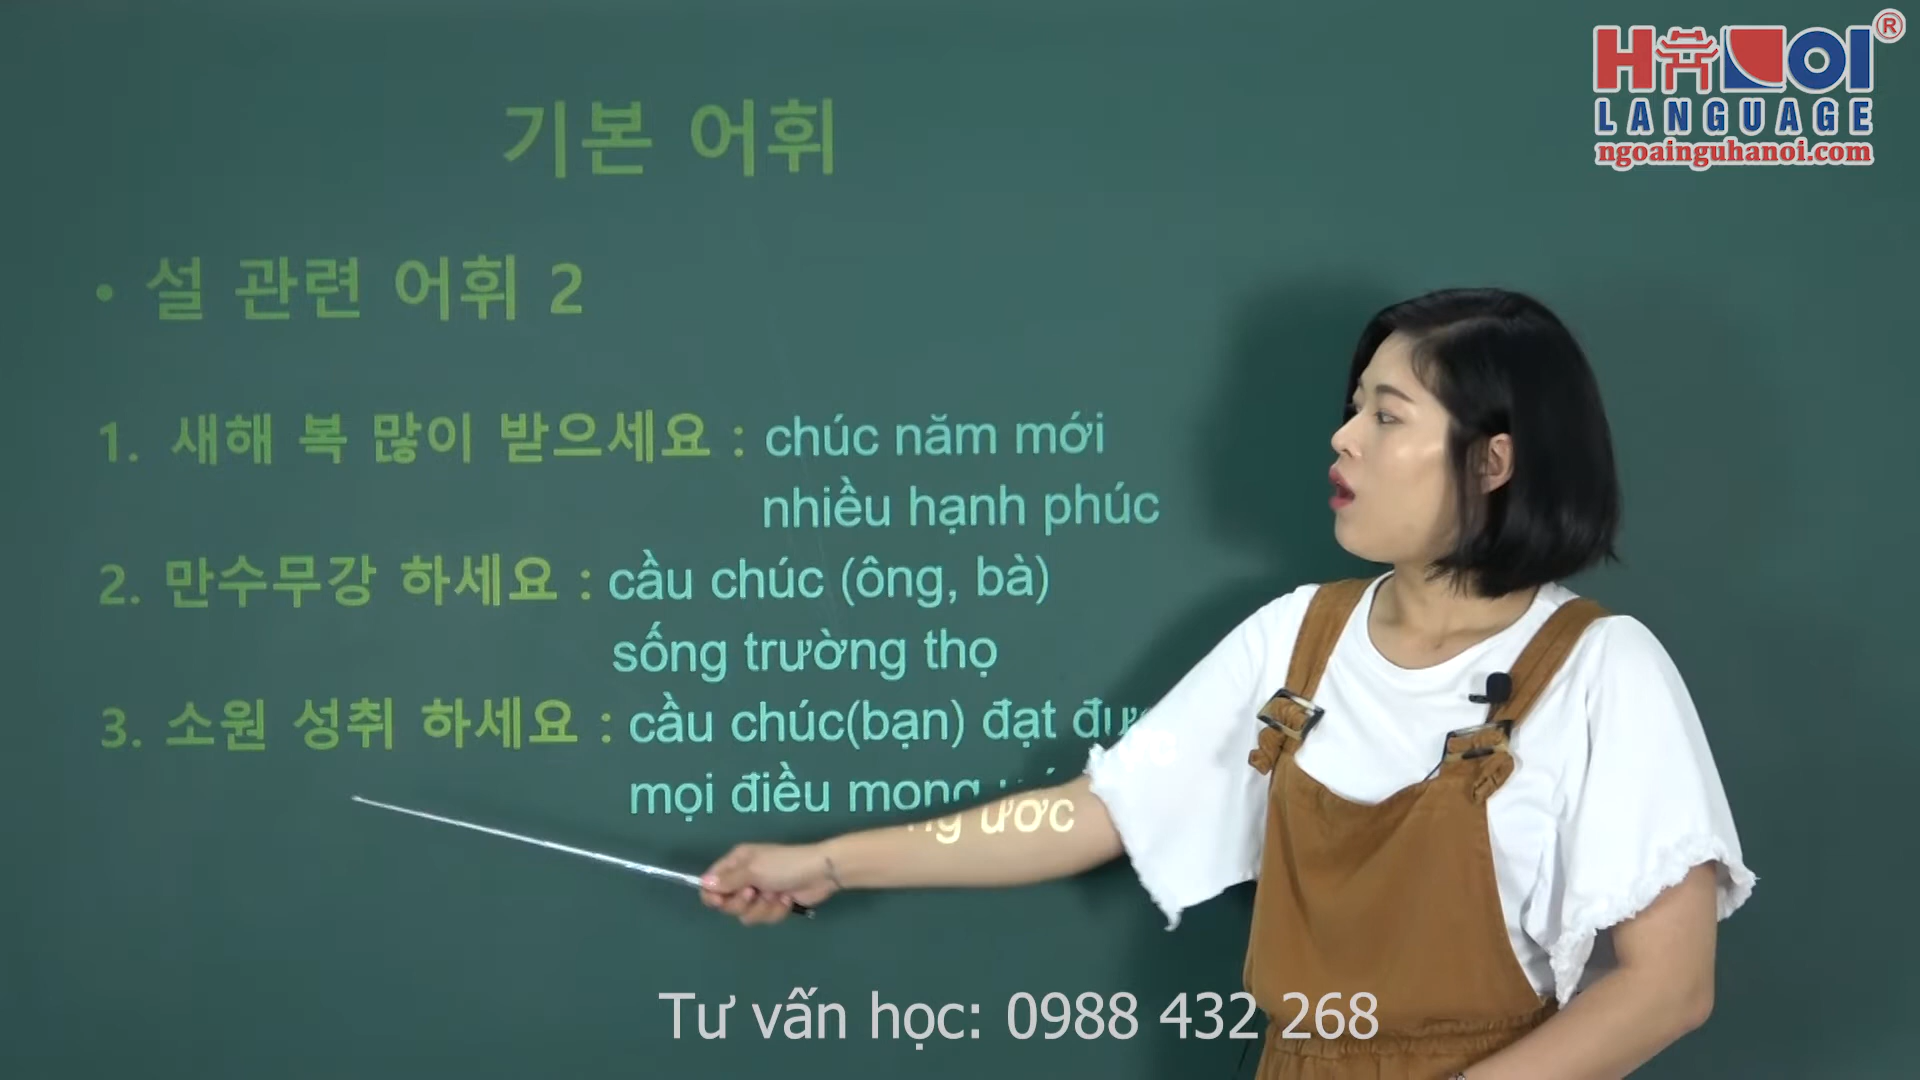 HANOI®
LANGUAGE
ngoainguhanoi.com
기본 어휘
• 설 관련 어휘 2
1. 새해 복 많이 받으세요 : chúc năm mới
nhiều hạnh phúc
2. 만수무강 하세요 : cầu chúc (ông, bà)
sống trường thọ
3. 소원 성취 하세요 : cầu chúc(bạn) đạt được
mọi điều mong ước
Tư vấn học: 0988 432 268